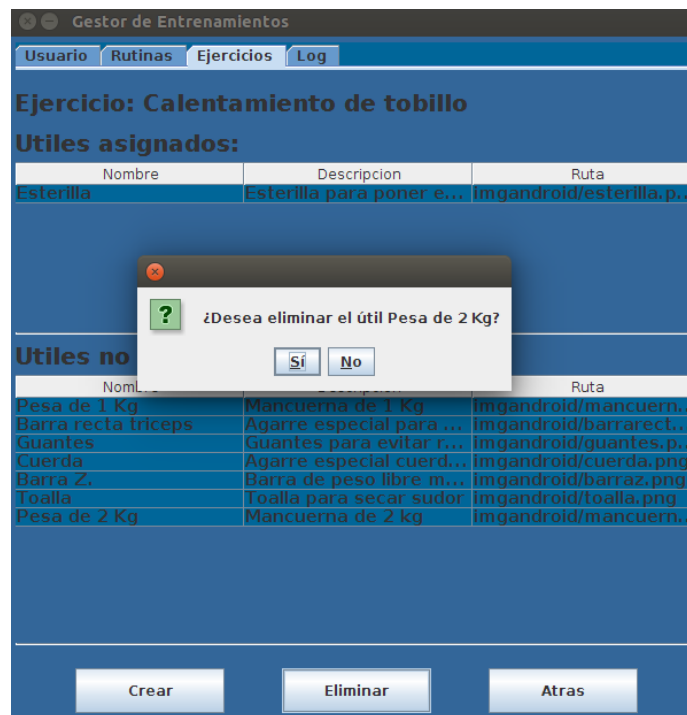 Gestor de Entrenamientos
Usuario Rutinas Ejercicios Log
Ejercicio: Calentamiento de tobillo
Utiles asignados:
Nombre Descripcion Ruta
Esterilla Esterilla para poner e... imgandroid/esterilla.p..
¿Desea eliminar el útil Pesa de 2 Kg?
Sí No
Utiles no
Ruta
Pesa de 1 Kg Mancuerna de 1 Kg imgandroid/mancuern..
Barra recta triceps Agarre especial para ... imgandroid/barrarect..
Guantes Guantes para evitar r... imgandroid/guantes.p..
Cuerda Agarre especial cuerd... imgandroid/cuerda.png
Barra Z. Barra de peso libre m... imgandroid/barraz.png
Toalla Toalla para secar sudor imgandroid/toalla.png
Pesa de 2 Kg Mancuerna de 2 kg imgandroid/mancuern..
Crear Eliminar Atras